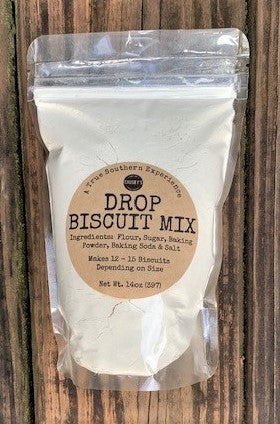 A True Southern Experience
DROP
BISCUIT MIX
Ingredients: Flour, Sugar, Baking
Powder, Baking Soda & Salt
Makes 12 - 15 Biscuits
Depending on Size
Net Wt. 14oz (397)